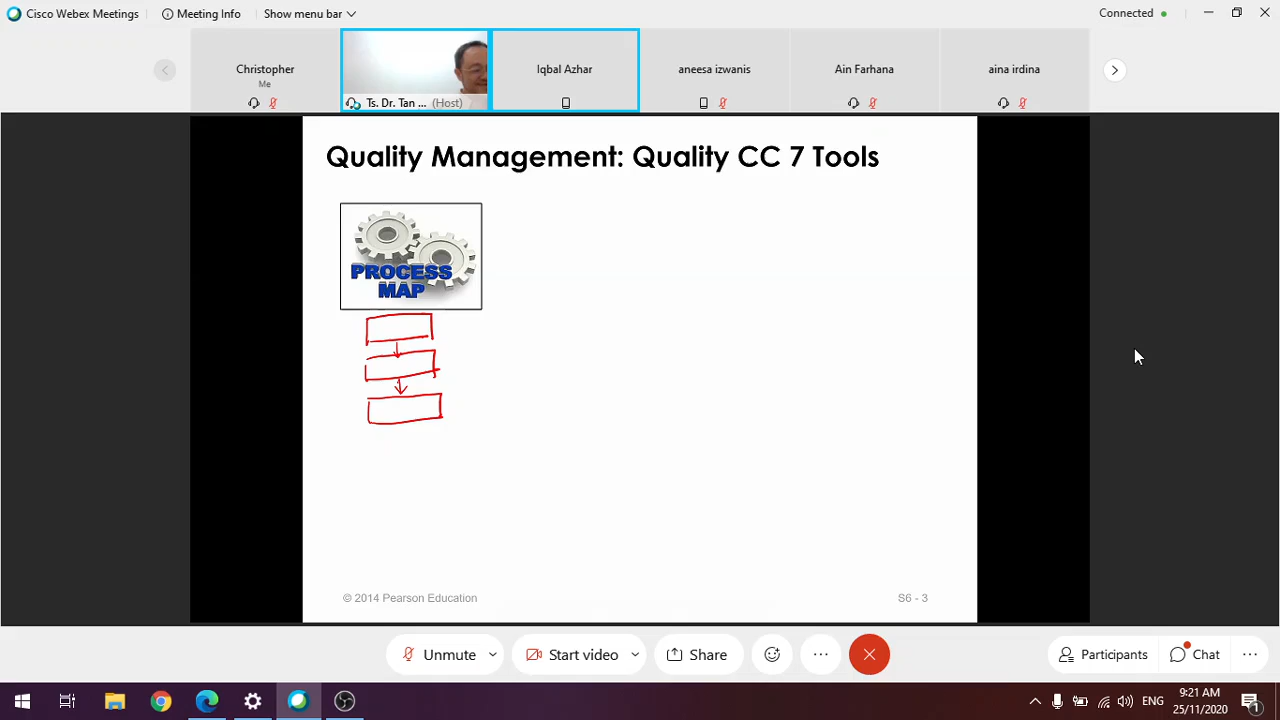 Cisco Webex Meetings
Meeting Info
Show menu bar
Connected
Christopher
Me
Ts. Dr. Tan ... (Host)
Iqbal Azhar
aneesa izwanis
Ain Farhana
aina irdina
Quality Management: Quality CC 7 Tools
PROCESS
MAP
© 2014 Pearson Education
S6 - 3
Unmute
Start video
Share
Participants
Chat
ENG
9:21 AM
25/11/2020
1